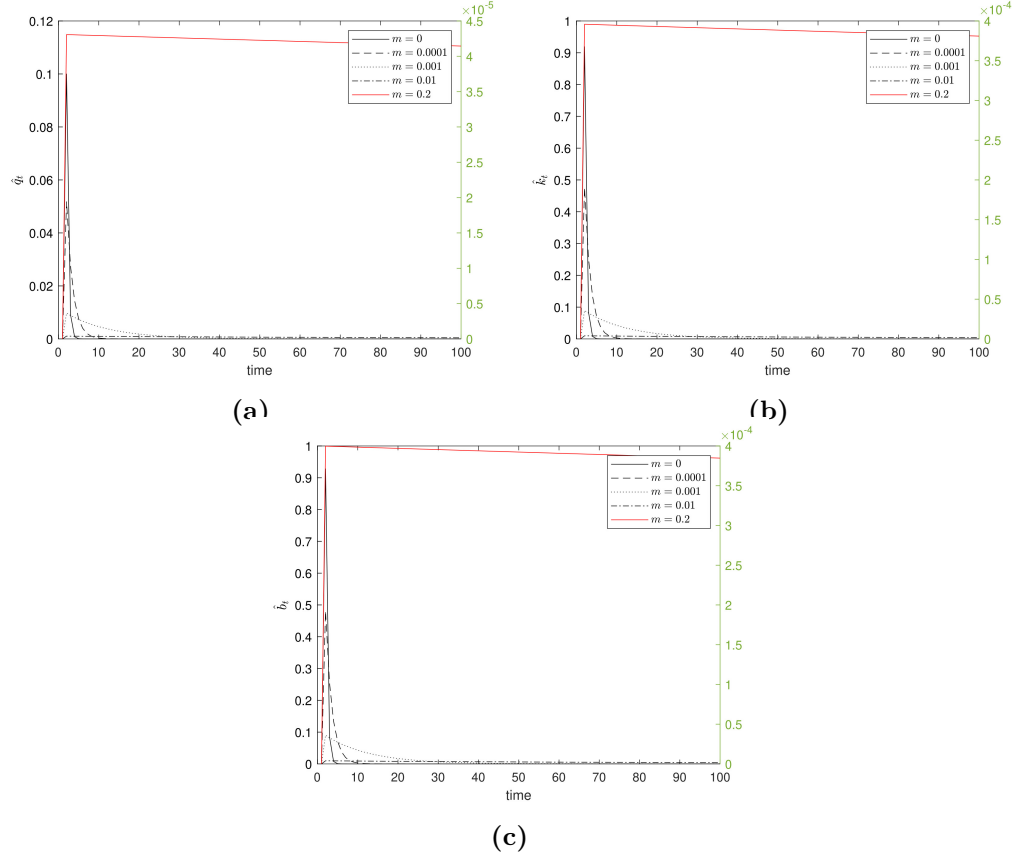 ×10⁻⁵
0.12
0.1
0.08
0.06
0.04
0.02
0
q̂ₜ
4.5
4
3.5
3
2.5
2
1.5
1
0.5
0
m = 0
m = 0.0001
m = 0.001
m = 0.01
m = 0.2
0 10 20 30 40 50 60 70 80 90 100
time
(a)
×10⁻⁴
1
0.9
0.8
0.7
0.6
0.5
0.4
0.3
0.2
0.1
0
k̂ₜ
4
3.5
3
2.5
2
1.5
1
0.5
0
m = 0
m = 0.0001
m = 0.001
m = 0.01
m = 0.2
0 10 20 30 40 50 60 70 80 90 100
time
(b)
×10⁻⁴
1
0.9
0.8
0.7
0.6
0.5
0.4
0.3
0.2
0.1
0
b̂ₜ
4
3.5
3
2.5
2
1.5
1
0.5
0
m = 0
m = 0.0001
m = 0.001
m = 0.01
m = 0.2
0 10 20 30 40 50 60 70 80 90 100
time
(c)